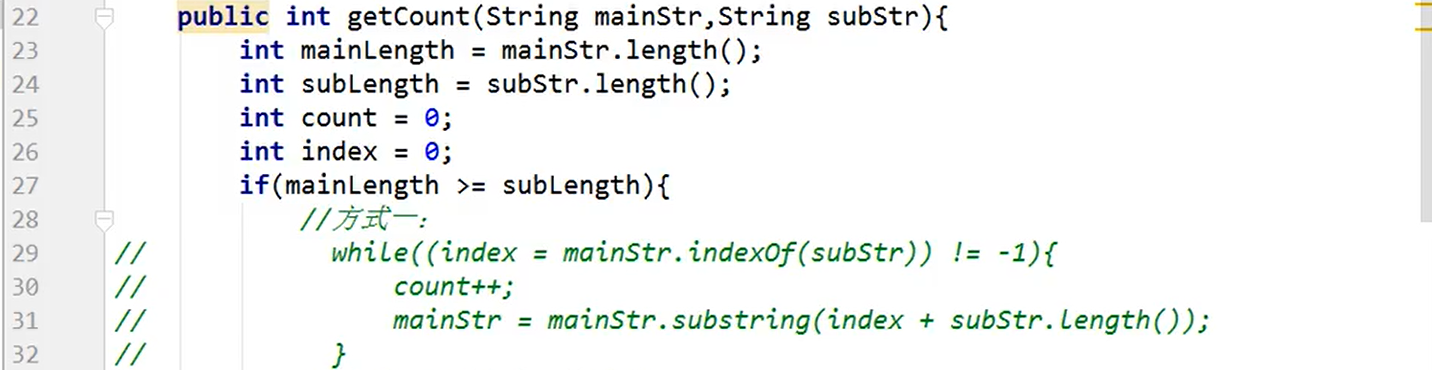 22 public int getCount(String mainStr,String subStr){
23 int mainLength = mainStr.length();
24 int subLength = subStr.length();
25 int count = 0;
26 int index = 0;
27 if(mainLength >= subLength){
28 //方式一:
29 // while((index = mainStr.indexOf(subStr)) != -1){
30 // count++;
31 // mainStr = mainStr.substring(index + subStr.length());
32 // }